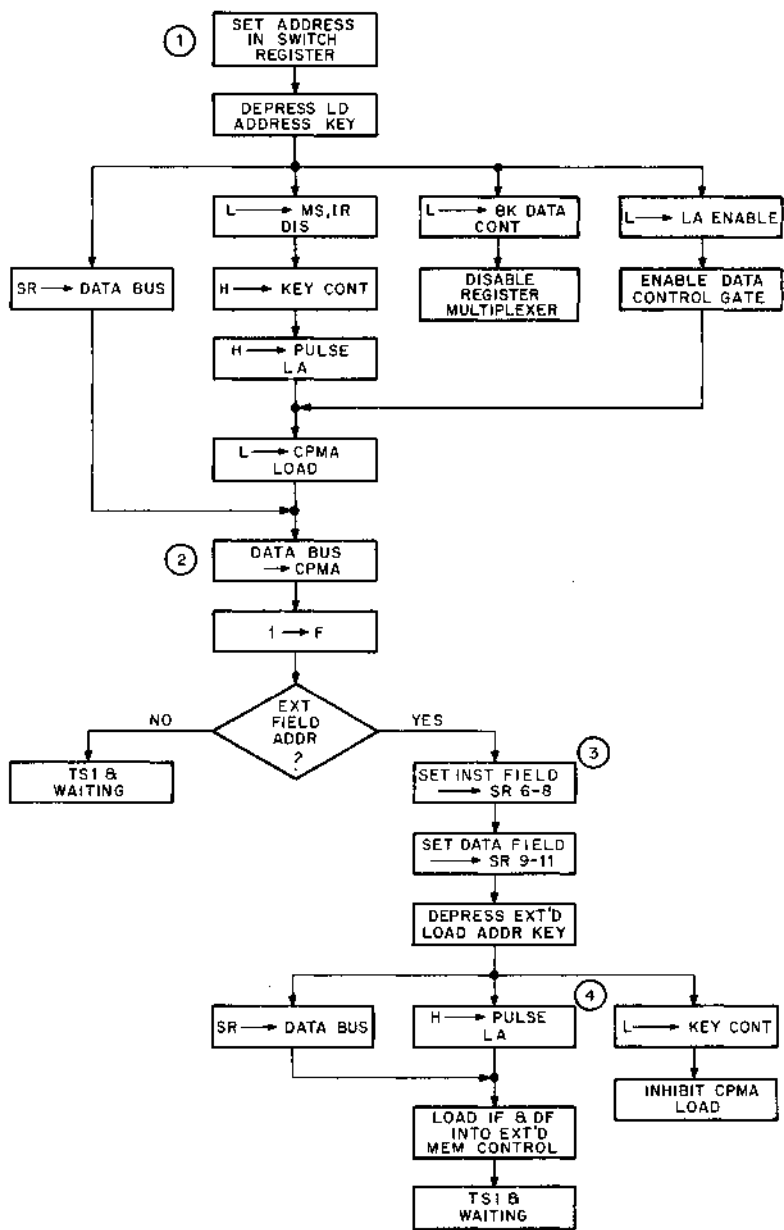 1
SET ADDRESS
IN SWITCH
REGISTER
DEPRESS LD
ADDRESS KEY
L → MS,IR
DIS
L → BK DATA
CONT
L → LA ENABLE
SR → DATA BUS
H → KEY CONT
DISABLE
REGISTER
MULTIPLEXER
ENABLE DATA
CONTROL GATE
H → PULSE
LA
L → CPMA
LOAD
2
DATA BUS
→ CPMA
1 → F
EXT
FIELD
ADDR
?
NO
YES
TS1 &
WAITING
3
SET INST FIELD
→ SR 6-8
SET DATA FIELD
→ SR 9-11
DEPRESS EXT'D
LOAD ADDR KEY
4
SR → DATA BUS
H → PULSE
LA
L → KEY CONT
INHIBIT CPMA
LOAD
LOAD IF & DF
INTO EXT'D
MEM CONTROL
TS1 &
WAITING